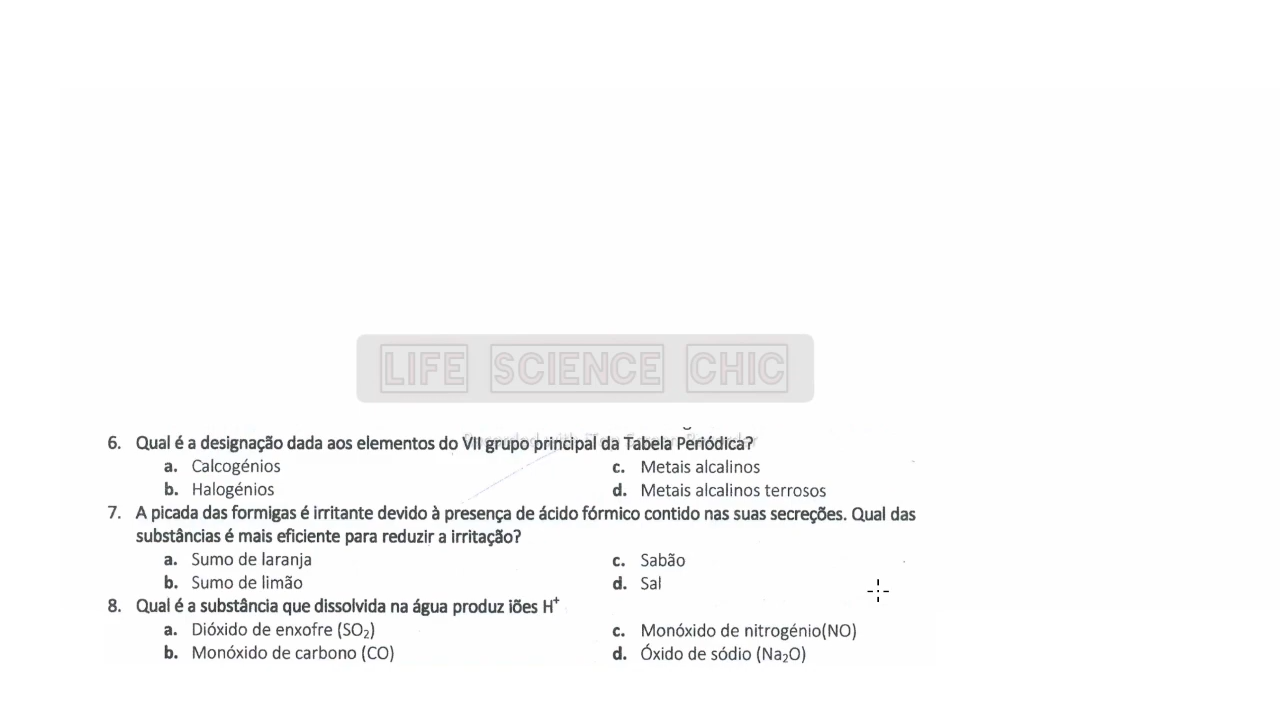 LIFE SCIENCE CHIC
6. Qual é a designação dada aos elementos do VII grupo principal da Tabela Periódica?
a. Calcogénios
c. Metais alcalinos
b. Halogénios
d. Metais alcalinos terrosos
7. A picada das formigas é irritante devido à presença de ácido fórmico contido nas suas secreções. Qual das
substâncias é mais eficiente para reduzir a irritação?
a. Sumo de laranja
c. Sabão
b. Sumo de limão
d. Sal
8. Qual é a substância que dissolvida na água produz iões H⁺
a. Dióxido de enxofre (SO₂)
c. Monóxido de nitrogénio(NO)
b. Monóxido de carbono (CO)
d. Óxido de sódio (Na₂O)